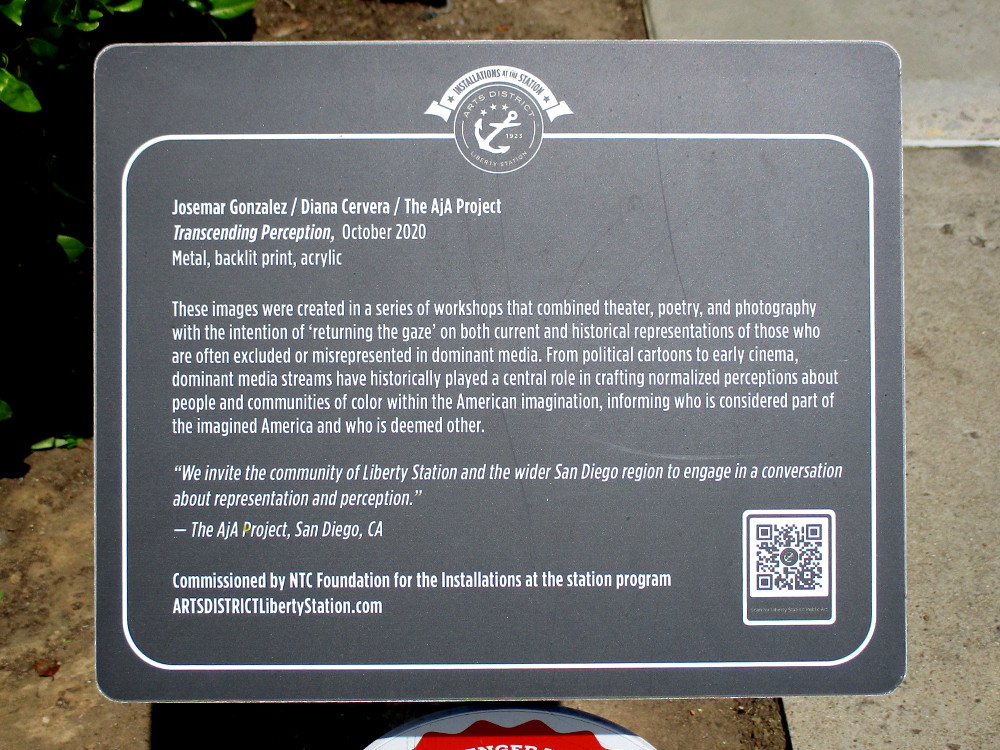 INSTALLATIONS AT THE STATION
ARTS DISTRICT
1923
LIBERTY STATION
Josemar Gonzalez / Diana Cervera / The AjA Project
Transcending Perception, October 2020
Metal, backlit print, acrylic
These images were created in a series of workshops that combined theater, poetry, and photography
with the intention of ‘returning the gaze’ on both current and historical representations of those who
are often excluded or misrepresented in dominant media. From political cartoons to early cinema,
dominant media streams have historically played a central role in crafting normalized perceptions about
people and communities of color within the American imagination, informing who is considered part of
the imagined America and who is deemed other.
“We invite the community of Liberty Station and the wider San Diego region to engage in a conversation
about representation and perception.”
— The AjA Project, San Diego, CA
Commissioned by NTC Foundation for the Installations at the station program
ARTSDISTRICTLibertyStation.com